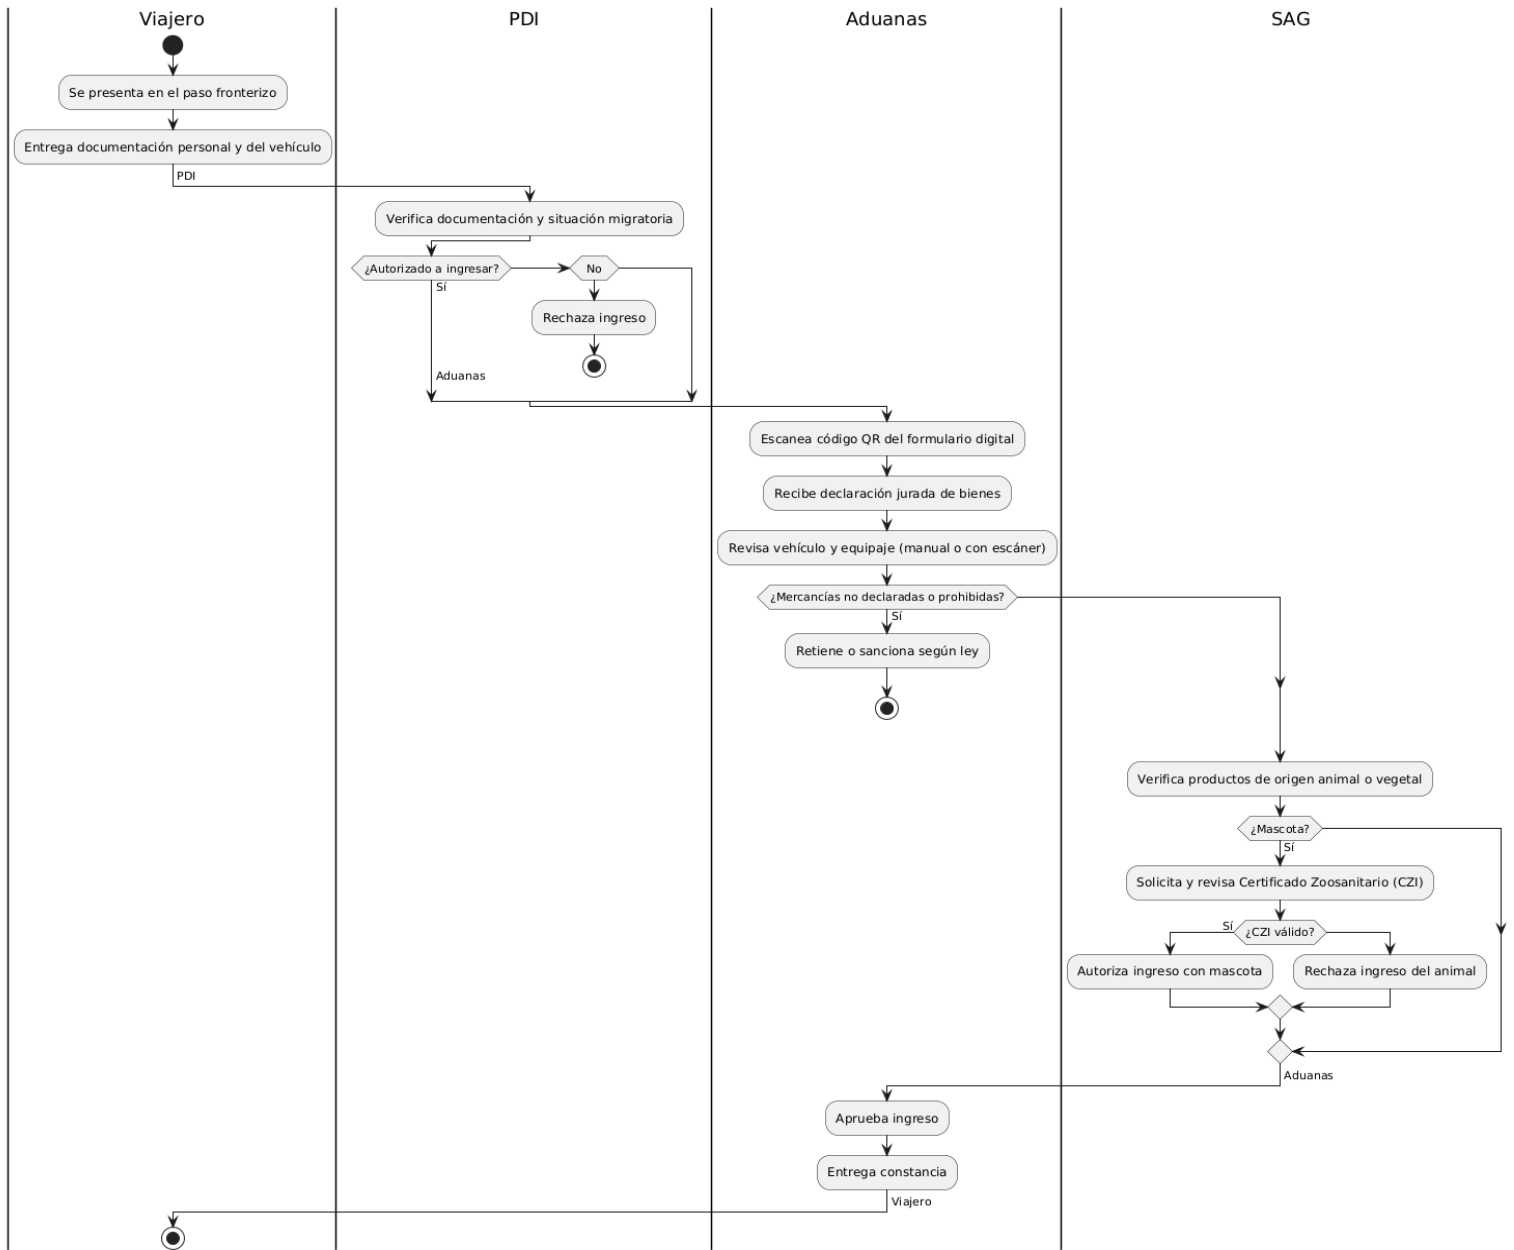 Viajero
PDI
Aduanas
SAG
Se presenta en el paso fronterizo
Entrega documentación personal y del vehículo
PDI
Verifica documentación y situación migratoria
¿Autorizado a ingresar?
No
Sí
Rechaza ingreso
Aduanas
Escanea código QR del formulario digital
Recibe declaración jurada de bienes
Revisa vehículo y equipaje (manual o con escáner)
¿Mercancías no declaradas o prohibidas?
Sí
Retiene o sanciona según ley
Verifica productos de origen animal o vegetal
¿Mascota?
Sí
Solicita y revisa Certificado Zoosanitario (CZI)
Sí
¿CZI válido?
Autoriza ingreso con mascota
Rechaza ingreso del animal
Aduanas
Aprueba ingreso
Entrega constancia
Viajero